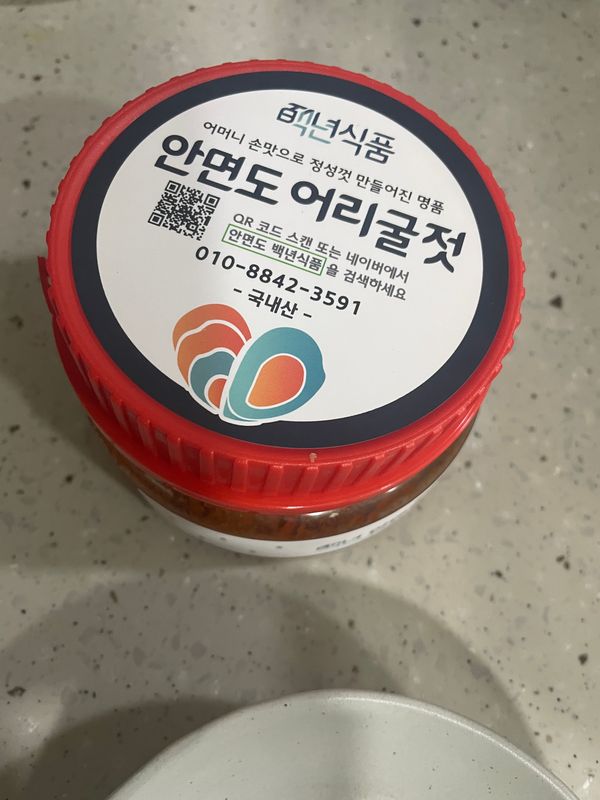 백년식품
어머니 손맛으로 정성껏 만들어진 명품
안면도 어리굴젓
QR 코드 스캔 또는 네이버에서
안면도 백년식품을 검색하세요
010-8842-3591
- 국내산 -